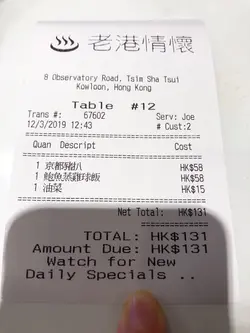 老港情懷
8 Observatory Road, Tsim Sha Tsui
Kowloon, Hong Kong
Table #12
Trans #: 67602 Serv: Joe
12/3/2019 12:43 # Cust:2
Quan Descript Cost
1 京都豬扒 HK$58
1 鮑魚蒸雞球飯 HK$58
1 油菜 HK$15
Net Total: HK$131
TOTAL: HK$131
Amount Due: HK$131
Watch for New
Daily Specials ..